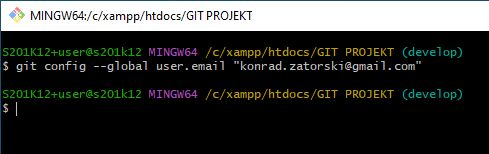 MINGW64:/c/xampp/htdocs/GIT PROJEKT
S201K12+user@s201k12 MINGW64 /c/xampp/htdocs/GIT PROJEKT (develop)
$ git config --global user.email "konrad.zatorski@gmail.com"
S201K12+user@s201k12 MINGW64 /c/xampp/htdocs/GIT PROJEKT (develop)
$